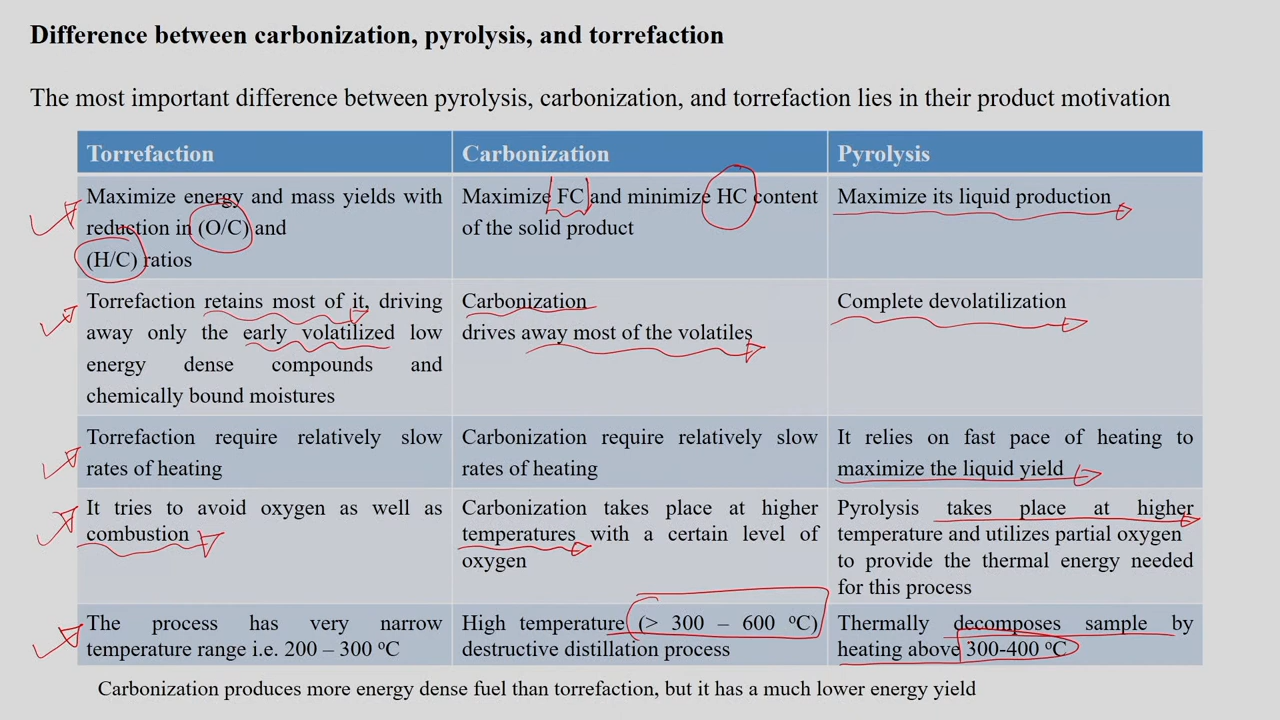 Difference between carbonization, pyrolysis, and torrefaction
The most important difference between pyrolysis, carbonization, and torrefaction lies in their product motivation
Torrefaction
Carbonization
Pyrolysis
Maximize energy and mass yields with
reduction in (O/C) and
(H/C) ratios
Maximize FC and minimize HC content
of the solid product
Maximize its liquid production
Torrefaction retains most of it, driving
away only the early volatilized low
energy dense compounds and
chemically bound moistures
Carbonization
drives away most of the volatiles
Complete devolatilization
Torrefaction require relatively slow
rates of heating
Carbonization require relatively slow
rates of heating
It relies on fast pace of heating to
maximize the liquid yield
It tries to avoid oxygen as well as
combustion
Carbonization takes place at higher
temperatures with a certain level of
oxygen
Pyrolysis takes place at higher
temperature and utilizes partial oxygen
to provide the thermal energy needed
for this process
The process has very narrow
temperature range i.e. 200 – 300 ᵒC
High temperature (> 300 – 600 ᵒC)
destructive distillation process
Thermally decomposes sample by
heating above 300-400 ᵒC
Carbonization produces more energy dense fuel than torrefaction, but it has a much lower energy yield